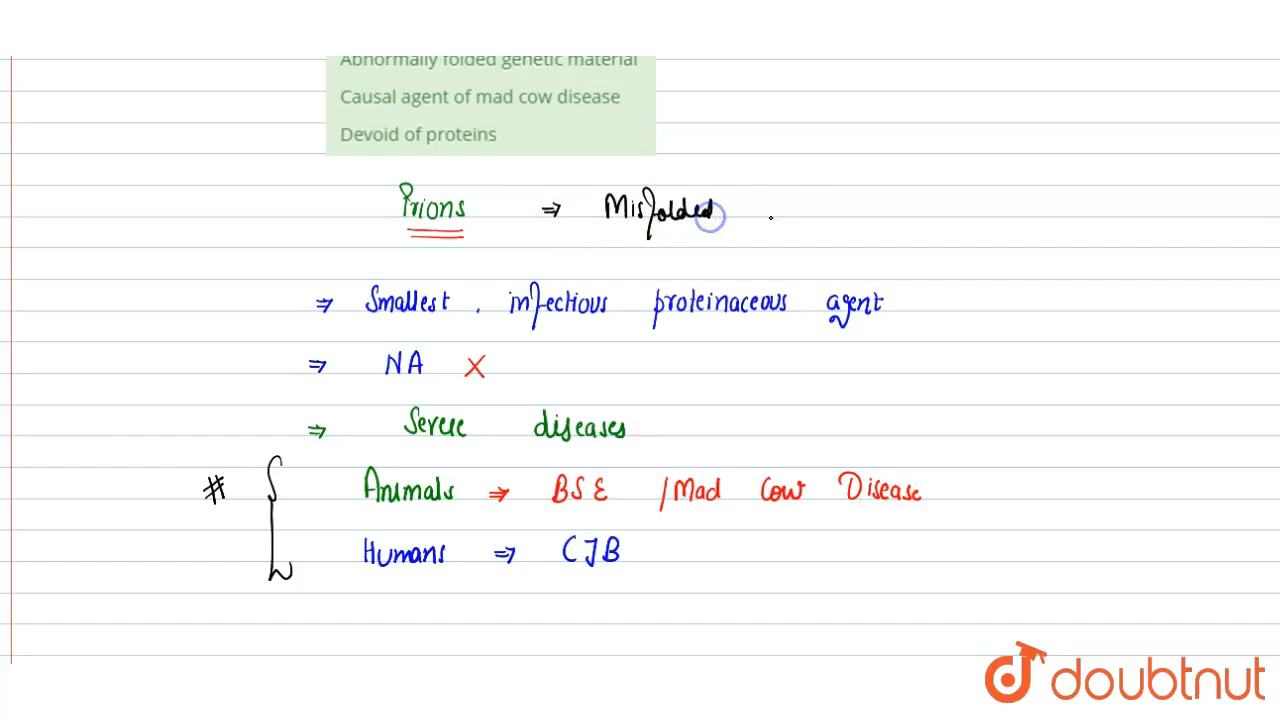 Abnormally folded genetic material
Causal agent of mad cow disease
Devoid of proteins
Prions ⇒ Misfolded .
⇒ Smallest . infectious proteinaceous agent
⇒ NA X
⇒ Severe diseases
# Animals ⇒ BSE / Mad Cow Disease
Humans ⇒ CJB
doubtnut